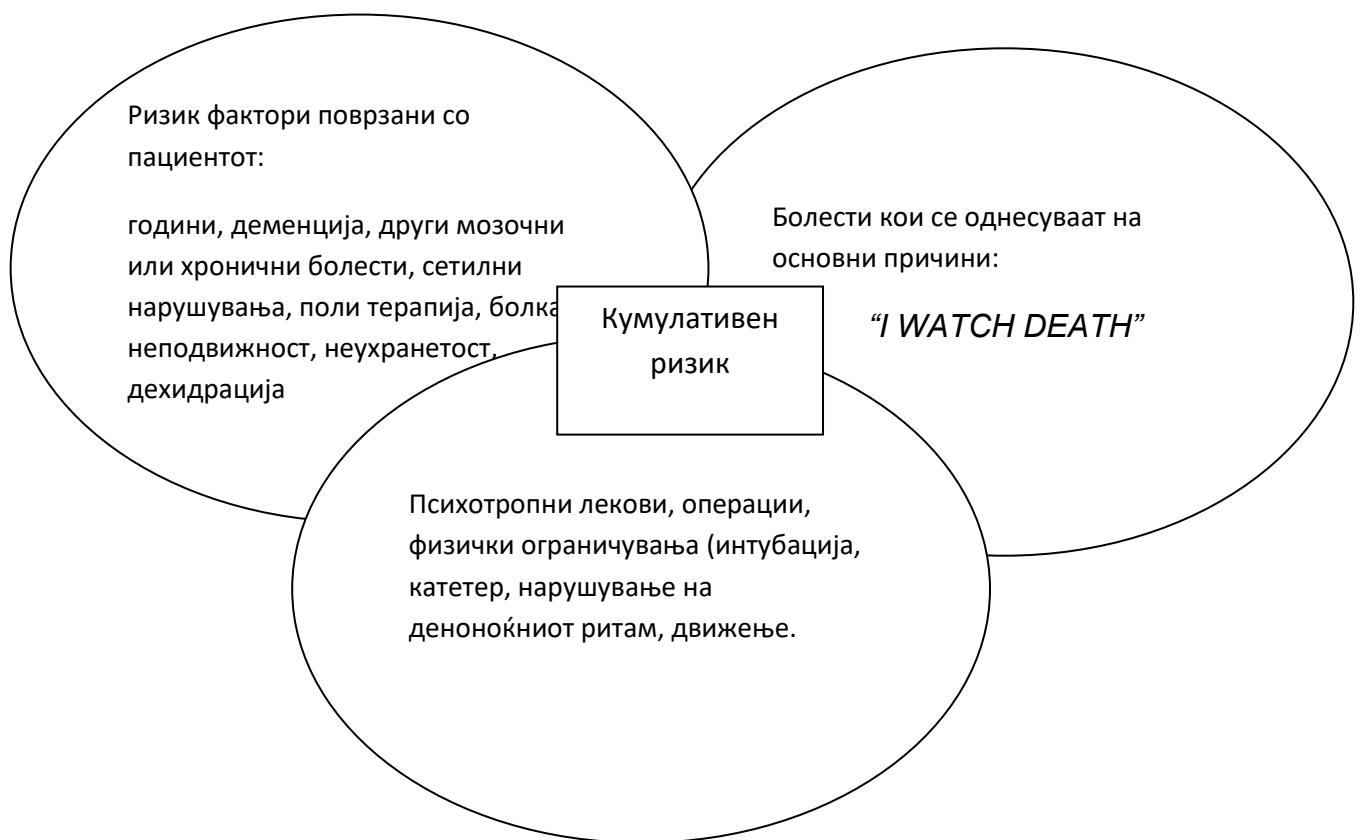 Ризик фактори поврзани со
пациентот:
години, деменција, други мозочни
или хронични болести, сетилни
нарушувања, поли терапија, болка
неподвижност, неухранетост,
дехидрација
Болести кои се однесуваат на
основни причини:
“I WATCH DEATH”
Кумулативен
ризик
Психотропни лекови, операции,
физички ограничувања (интубација,
катетер, нарушување на
деноноќниот ритам, движење.